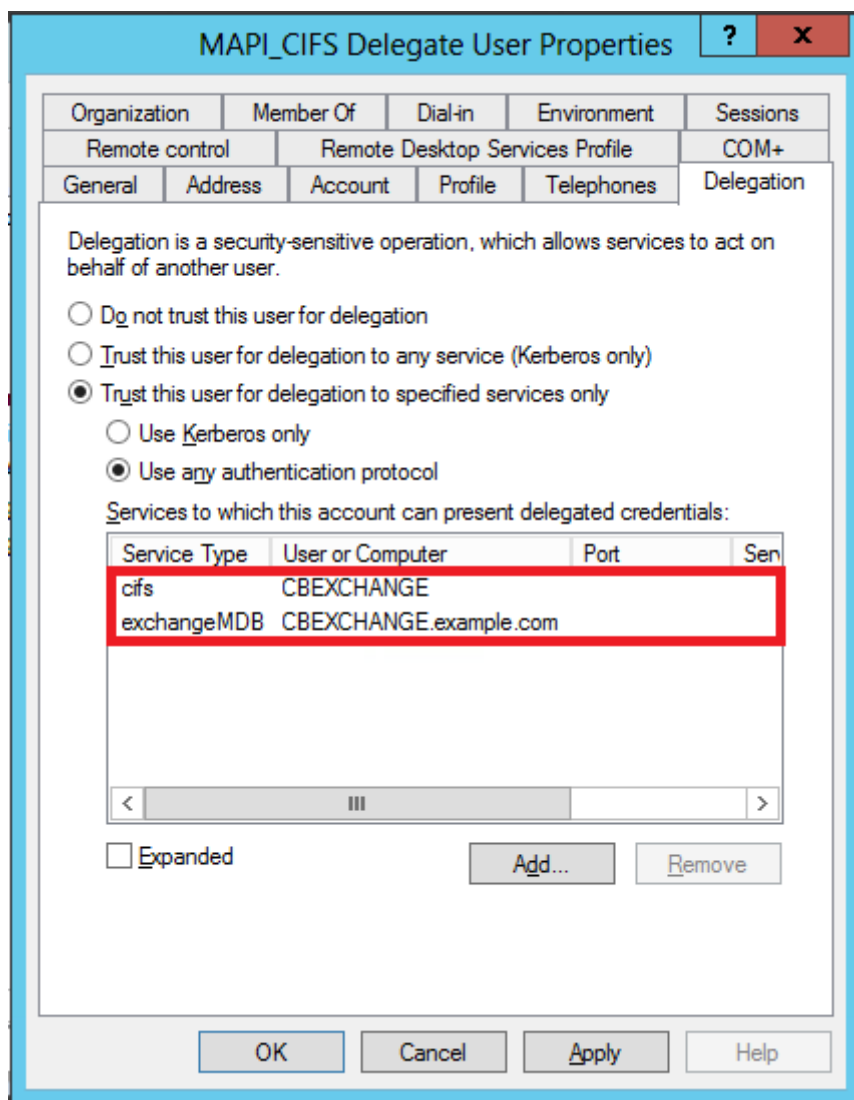 MAPI_CIFS Delegate User Properties ? x
Organization Member Of Dial-in Environment Sessions
Remote control Remote Desktop Services Profile COM+
General Address Account Profile Telephones Delegation
Delegation is a security-sensitive operation, which allows services to act on
behalf of another user.
Do not trust this user for delegation
Trust this user for delegation to any service (Kerberos only)
Trust this user for delegation to specified services only
Use Kerberos only
Use any authentication protocol
Services to which this account can present delegated credentials:
Service Type User or Computer Port Serv
cifs CBEXCHANGE
exchangeMDB CBEXCHANGE.example.com
Expanded Add... Remove
OK Cancel Apply Help